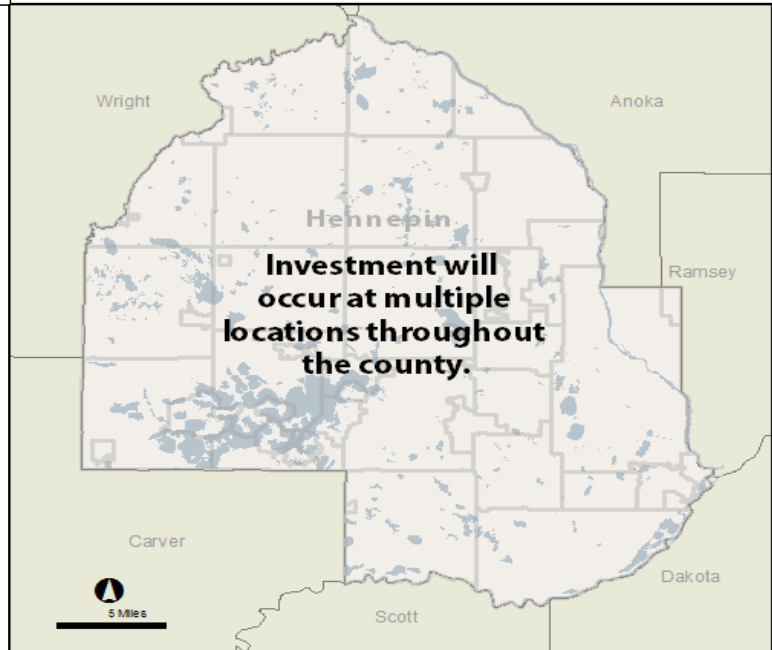 Wright
Anoka
Hennepin
Ramsey
Investment will
occur at multiple
locations throughout
the county.
Carver
Dakota
5 Miles
Scott